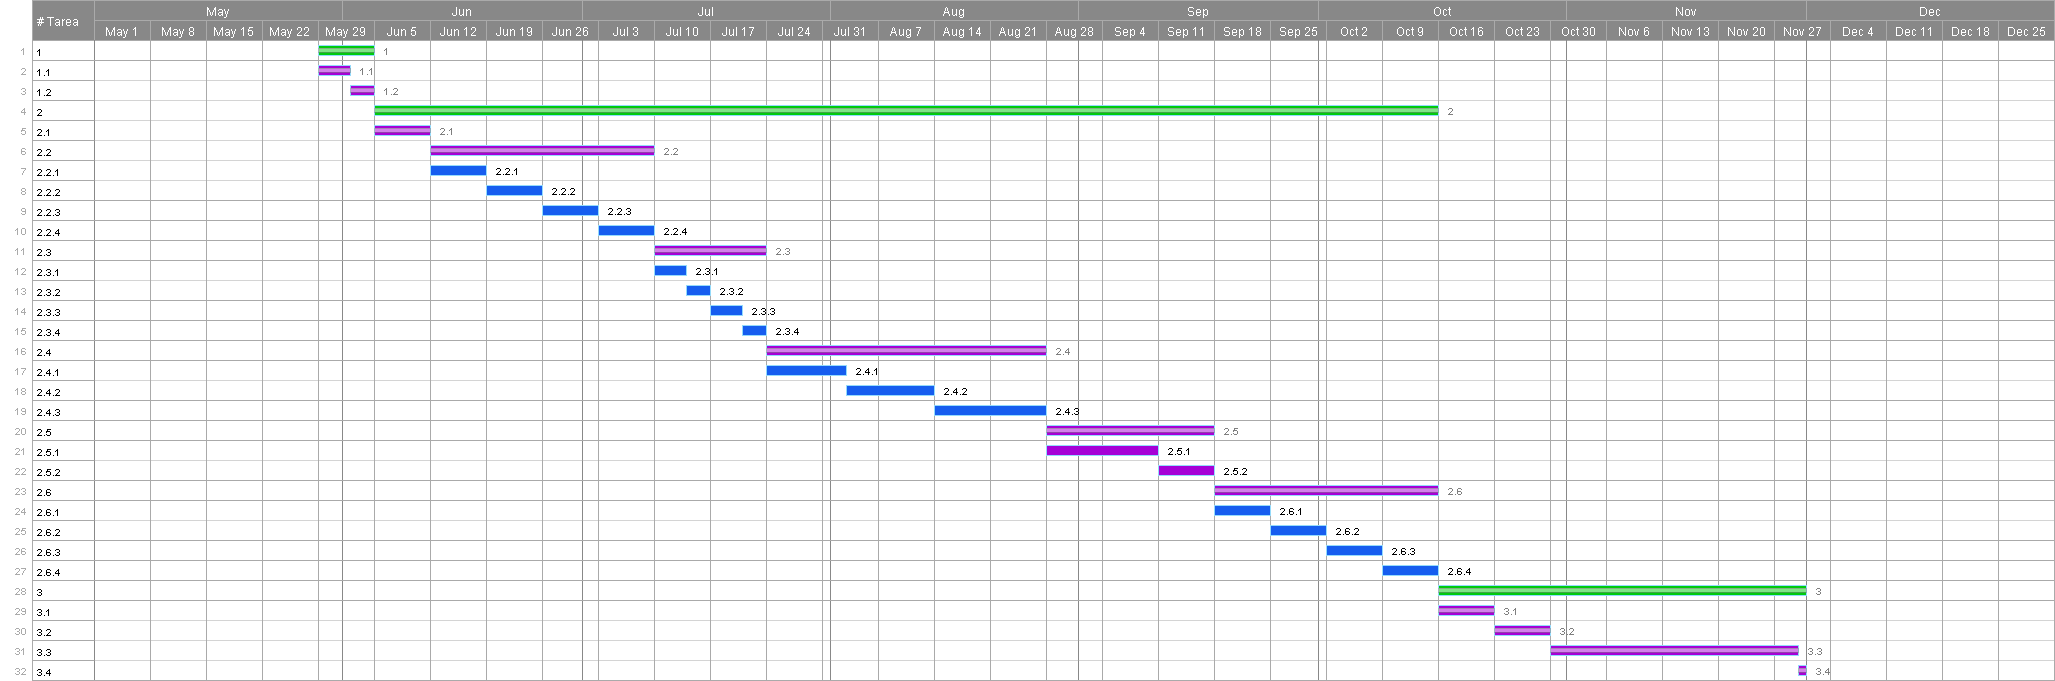 # Tarea May Jun Jul Aug Sep Oct Nov Dec
May 1 May 8 May 15 May 22 May 29 Jun 5 Jun 12 Jun 19 Jun 26 Jul 3 Jul 10 Jul 17 Jul 24 Jul 31 Aug 7 Aug 14 Aug 21 Aug 28 Sep 4 Sep 11 Sep 18 Sep 25 Oct 2 Oct 9 Oct 16 Oct 23 Oct 30 Nov 6 Nov 13 Nov 20 Nov 27 Dec 4 Dec 11 Dec 18 Dec 25
1 1 1
2 1.1 1.1
3 1.2 1.2
4 2 2
5 2.1 2.1
6 2.2 2.2
7 2.2.1 2.2.1
8 2.2.2 2.2.2
9 2.2.3 2.2.3
10 2.2.4 2.2.4
11 2.3 2.3
12 2.3.1 2.3.1
13 2.3.2 2.3.2
14 2.3.3 2.3.3
15 2.3.4 2.3.4
16 2.4 2.4
17 2.4.1 2.4.1
18 2.4.2 2.4.2
19 2.4.3 2.4.3
20 2.5 2.5
21 2.5.1 2.5.1
22 2.5.2 2.5.2
23 2.6 2.6
24 2.6.1 2.6.1
25 2.6.2 2.6.2
26 2.6.3 2.6.3
27 2.6.4 2.6.4
28 3 3
29 3.1 3.1
30 3.2 3.2
31 3.3 3.3
32 3.4 3.4